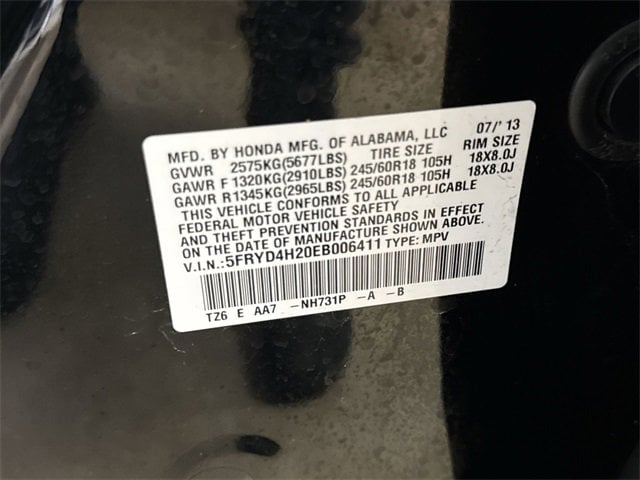 MFD. BY HONDA MFG. OF ALABAMA, LLC 07/'13
GVWR 2575KG(5677LBS) TIRE SIZE RIM SIZE
GAWR F 1320KG(2910LBS) 245/60R18 105H 18X8.0J
GAWR R1345KG(2965LBS) 245/60R18 105H 18X8.0J
THIS VEHICLE CONFORMS TO ALL APPLICABLE
FEDERAL MOTOR VEHICLE SAFETY
AND THEFT PREVENTION STANDARDS IN EFFECT
ON THE DATE OF MANUFACTURE SHOWN ABOVE.
V.I.N.:5FRYD4H20EB006411 TYPE: MPV
TZ6 E AA7 -NH731P -A -B